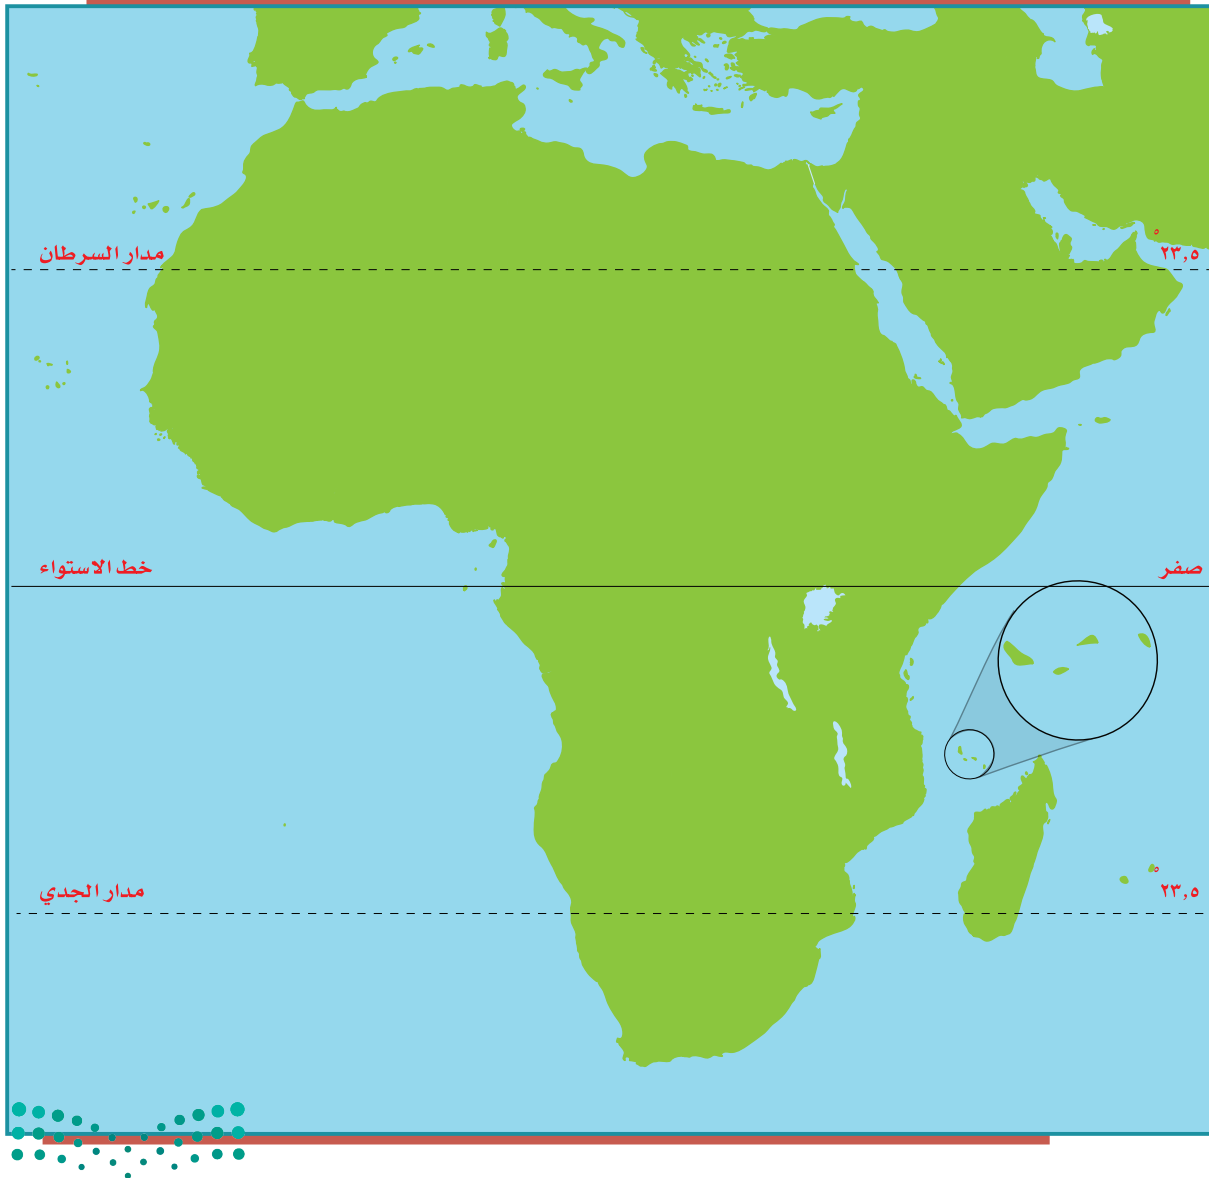 مدار السرطان
°٢٣,٥
خط الاستواء
صفر
مدار الجدي
°٢٣,٥